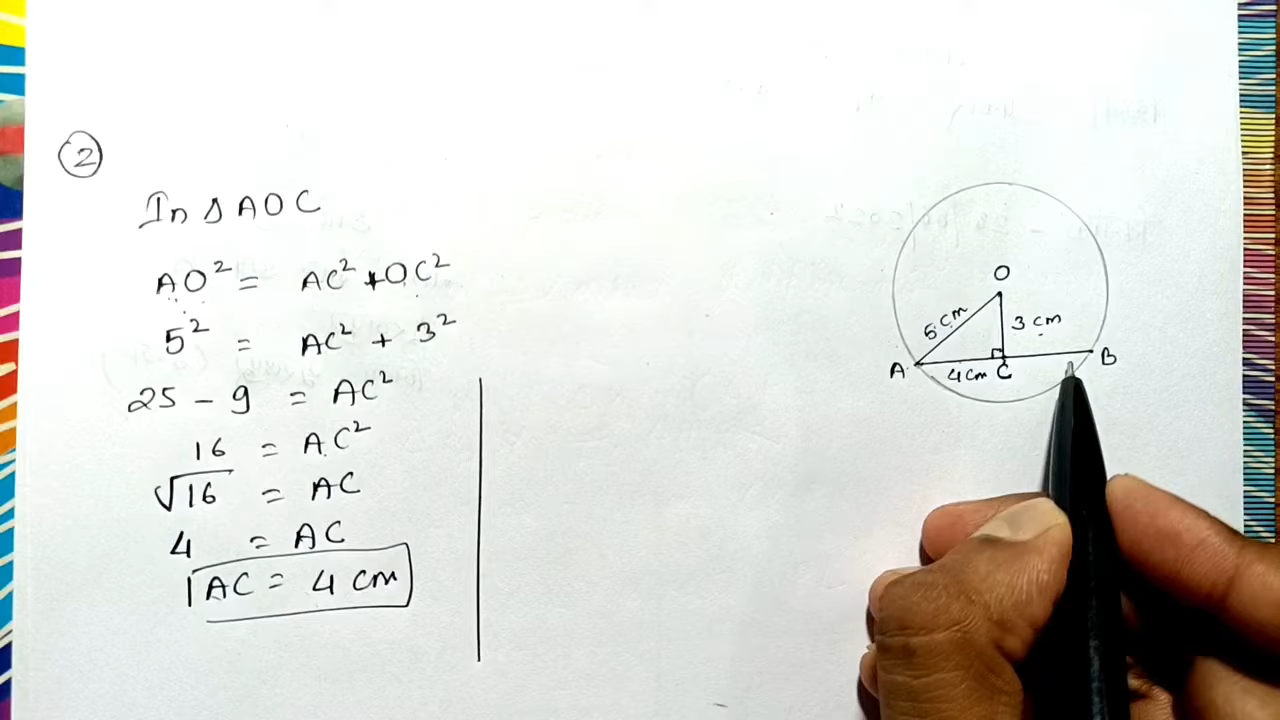 2
In Δ AOC
AO² = AC² + OC²
5² = AC² + 3²
25 - 9 = AC²
16 = AC²
√16 = AC
4 = AC
AC = 4 cm
O
5 cm
3 cm
A
B
4 cm C